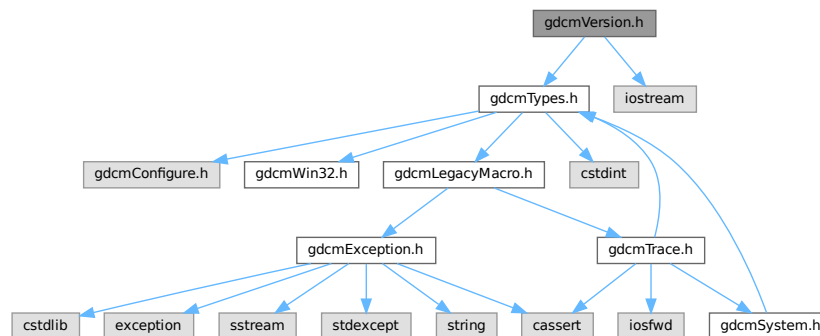 gdcmVersion.h
gdcmTypes.h
iostream
gdcmConfigure.h
gdcmWin32.h
gdcmLegacyMacro.h
cstdint
gdcmException.h
gdcmTrace.h
cstdlib
exception
sstream
stdexcept
string
cassert
iosfwd
gdcmSystem.h